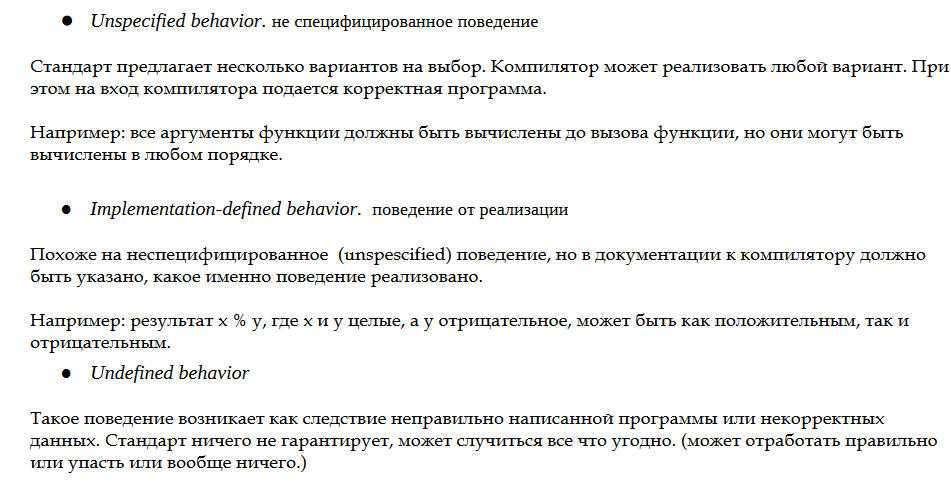 ● Unspecified behavior. не специфицированное поведение
Стандарт предлагает несколько вариантов на выбор. Компилятор может реализовать любой вариант. При
этом на вход компилятора подается корректная программа.
Например: все аргументы функции должны быть вычислены до вызова функции, но они могут быть
вычислены в любом порядке.
● Implementation-defined behavior. поведение от реализации
Похоже на неспецифицированное (unspescified) поведение, но в документации к компилятору должно
быть указано, какое именно поведение реализовано.
Например: результат x % y, где x и y целые, а y отрицательное, может быть как положительным, так и
отрицательным.
● Undefined behavior
Такое поведение возникает как следствие неправильно написанной программы или некорректных
данных. Стандарт ничего не гарантирует, может случиться все что угодно. (может отработать правильно
или упасть или вообще ничего.)